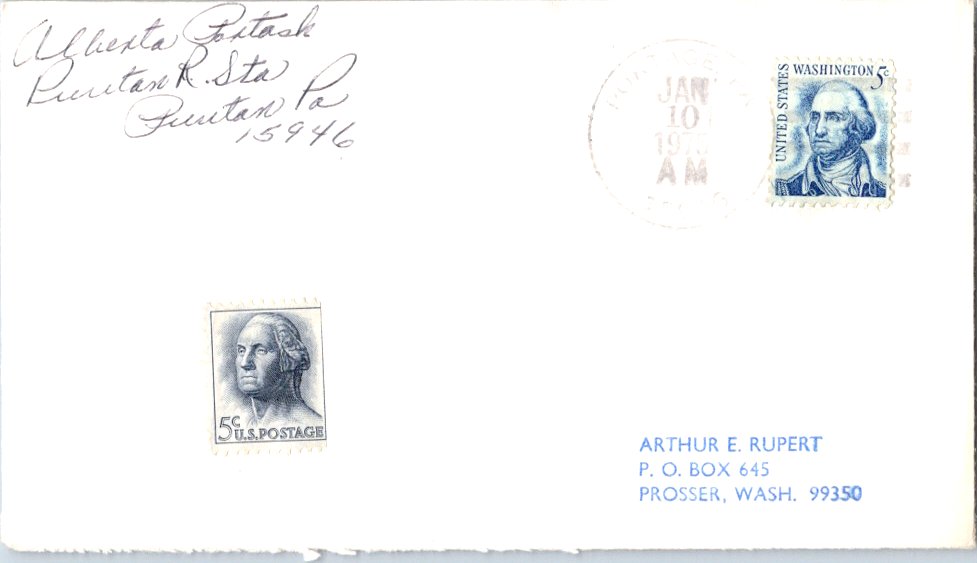 Alberta Partask
Puritan R. Sta
Puritan Pa
15946
JAN
10
AM
UNITED STATES
WASHINGTON 5c
5c
U.S. POSTAGE
ARTHUR E. RUPERT
P. O. BOX 645
PROSSER, WASH. 99350